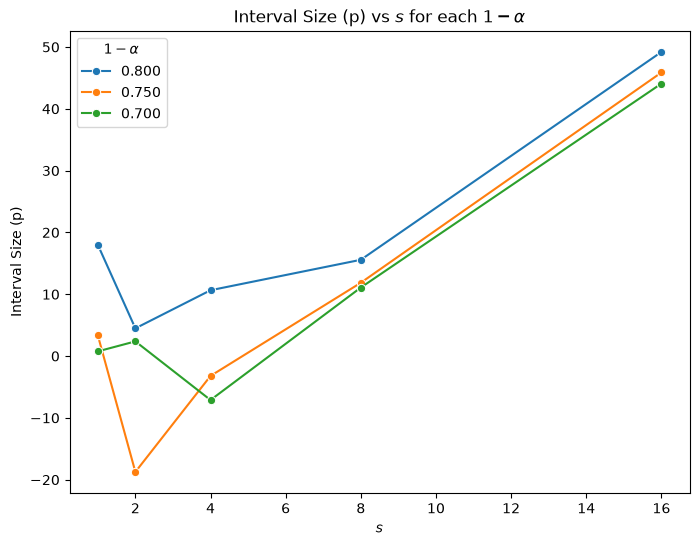 Interval Size (p) vs s for each 1 − α
1 − α
0.800
0.750
0.700
Interval Size (p)
50
40
30
20
10
0
−10
−20
2 4 6 8 10 12 14 16
s